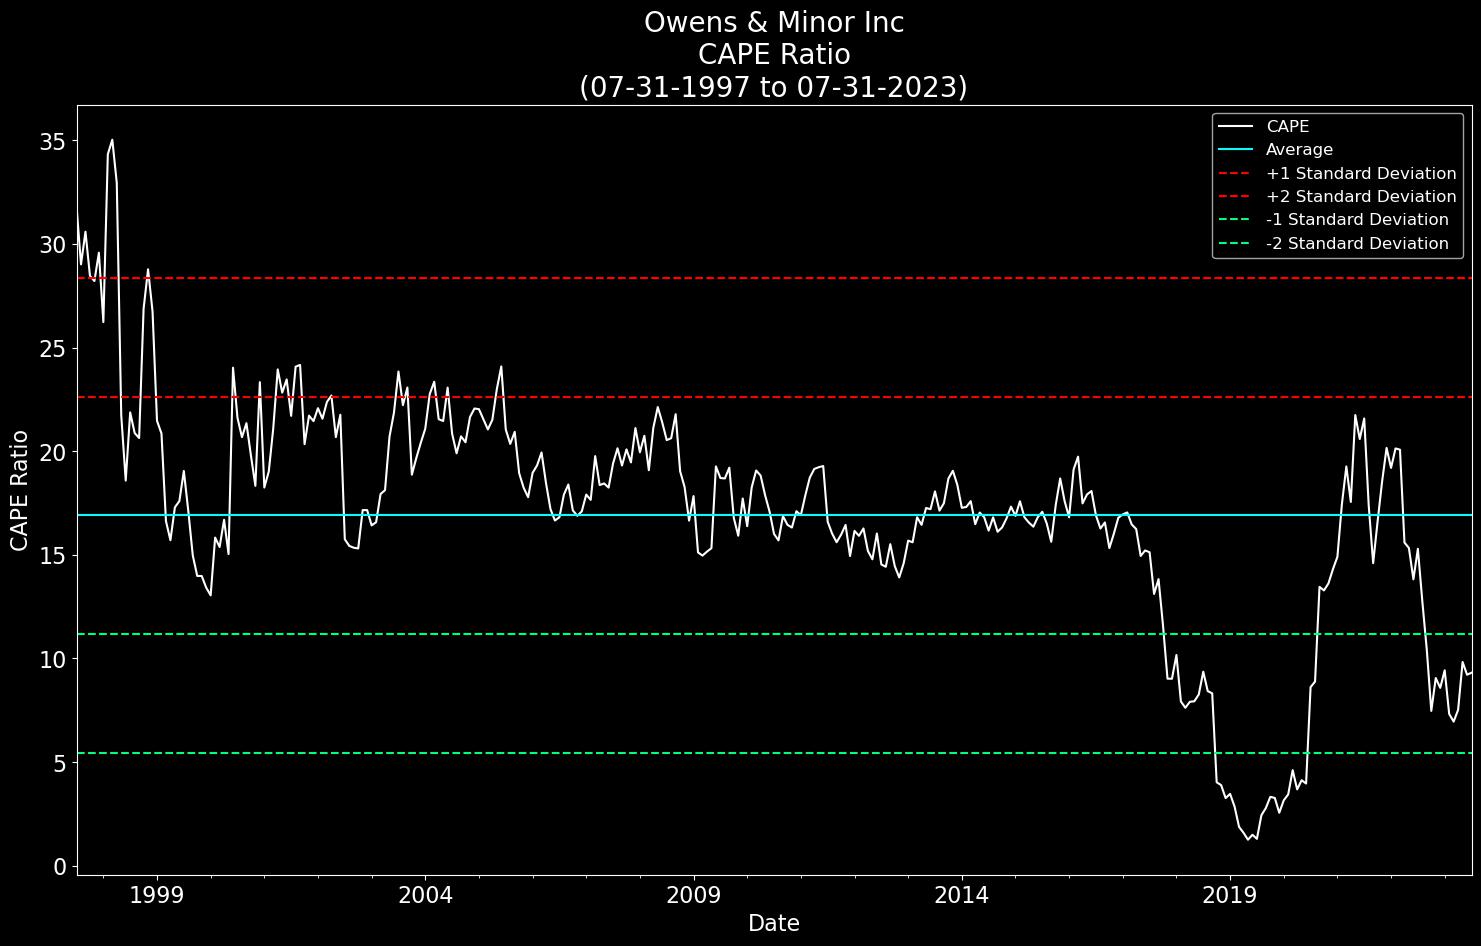 Owens & Minor Inc
CAPE Ratio
(07-31-1997 to 07-31-2023)
CAPE
Average
+1 Standard Deviation
+2 Standard Deviation
-1 Standard Deviation
-2 Standard Deviation
35
30
25
20
15
10
5
0
CAPE Ratio
1999
2004
2009
2014
2019
Date